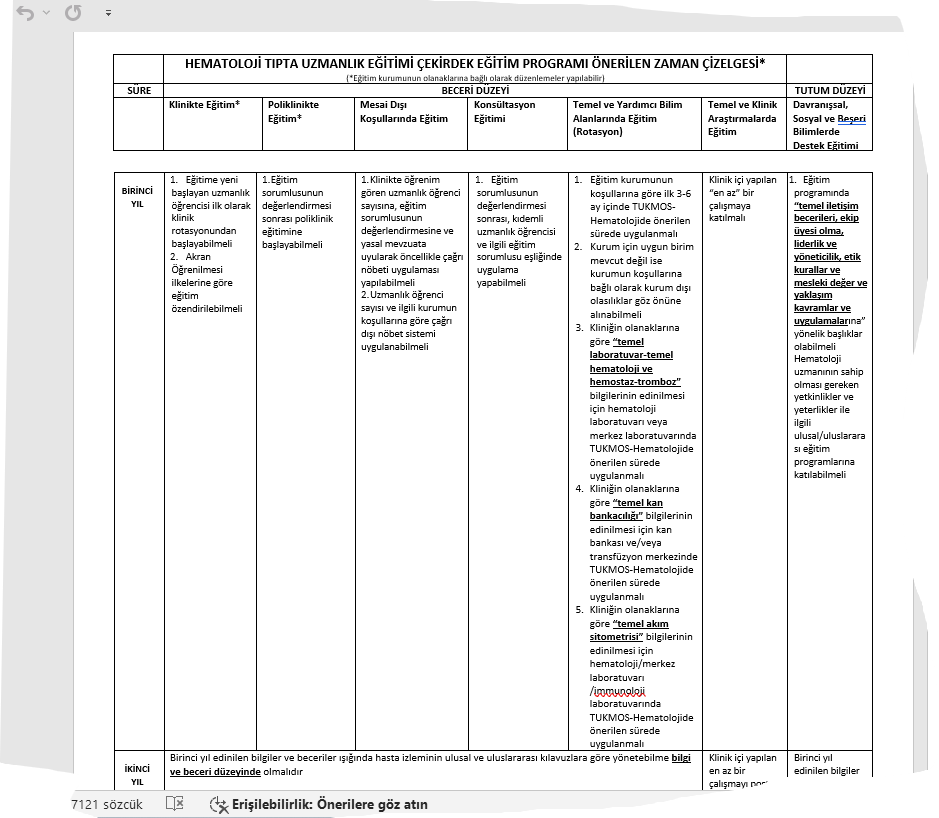 HEMATOLOJİ TIPTA UZMANLIK EĞİTİMİ ÇEKİRDEK EĞİTİM PROGRAMI ÖNERİLEN ZAMAN ÇİZELGESİ*
(*Eğitim kurumunun olanaklarına bağlı olarak düzenlemeler yapılabilir)
SÜRE
BECERİ DÜZEYİ
TUTUM DÜZEYİ
Klinikte Eğitim*
Poliklinikte
Eğitim*
Mesai Dışı
Koşullarında Eğitim
Konsültasyon
Eğitimi
Temel ve Yardımcı Bilim
Alanlarında Eğitim
(Rotasyon)
Temel ve Klinik
Araştırmalarda
Eğitim
Davranışsal,
Sosyal ve Beşeri
Bilimlerde
Destek Eğitimi
BİRİNCİ
YIL
1. Eğitime yeni
başlayan uzmanlık
öğrencisi ilk olarak
klinik
rotasyonundan
başlayabilmeli
2. Akran
Öğrenilmesi
ilkelerine göre
eğitim
özendirilebilmeli
1.Eğitim
sorumlusunun
değerlendirmesi
sonrası poliklinik
eğitimine
başlayabilmeli
1.Klinikte öğrenim
gören uzmanlık öğrenci
sayısına, eğitim
sorumlusunun
değerlendirmesine ve
yasal mevzuata
uyularak öncellikle çağrı
nöbeti uygulaması
yapılabilmeli
2.Uzmanlık öğrenci
sayısı ve ilgili kurumun
koşullarına göre çağrı
dışı nöbet sistemi
uygulanabilmeli
1. Eğitim
sorumlusunun
değerlendirmesi
sonrası, kıdemli
uzmanlık öğrencisi
ve ilgili eğitim
sorumlusu eşliğinde
uygulama
yapabilmeli
1. Eğitim kurumunun
koşullarına göre ilk 3-6
ay içinde TUKMOS-
Hematolojide önerilen
sürede uygulanmalı
2. Kurum için uygun birim
mevcut değil ise
kurumun koşullarına
bağlı olarak kurum dışı
olasılıklar göz önüne
alınabilmeli
3. Kliniğin olanaklarına
göre “temel
laboratuvar-temel
hematoloji ve
hemostaz-tromboz”
bilgilerinin edinilmesi
için hematoloji
laboratuvarı veya
merkez laboratuvarında
TUKMOS-Hematolojide
önerilen sürede
uygulanmalı
4. Kliniğin olanaklarına
göre “temel kan
bankacılığı” bilgilerinin
edinilmesi için kan
bankası ve/veya
transfüzyon merkezinde
TUKMOS-Hematolojide
önerilen sürede
uygulanmalı
5. Kliniğin olanaklarına
göre “temel akım
sitometrisi” bilgilerinin
edinilmesi için
hematoloji/merkez
laboratuvarı
/immunoloji
laboratuvarında
TUKMOS-Hematolojide
önerilen sürede
uygulanmalı
Klinik içi yapılan
“en az” bir
çalışmaya
katılmalı
1. Eğitim
programında
“temel iletişim
becerileri, ekip
üyesi olma,
liderlik ve
yöneticilik, etik
kurallar ve
mesleki değer ve
yaklaşım
kavramlar ve
uygulamalarına”
yönelik başlıklar
olabilmeli
Hematoloji
uzmanının sahip
olması gereken
yetkinlikler ve
yeterlikler ile
ilgili
ulusal/uluslarara
sı eğitim
programlarına
katılabilmeli
İKİNCİ
YIL
Birinci yıl edinilen bilgiler ve beceriler ışığında hasta izleminin ulusal ve uluslararası kılavuzlara göre yönetebilme bilgi
ve beceri düzeyinde olmalıdır
Klinik içi yapılan
en az bir
çalışmayı
Birinci yıl
edinilen bilgiler
7121 sözcük
Erişilebilirlik: Önerilere göz atın